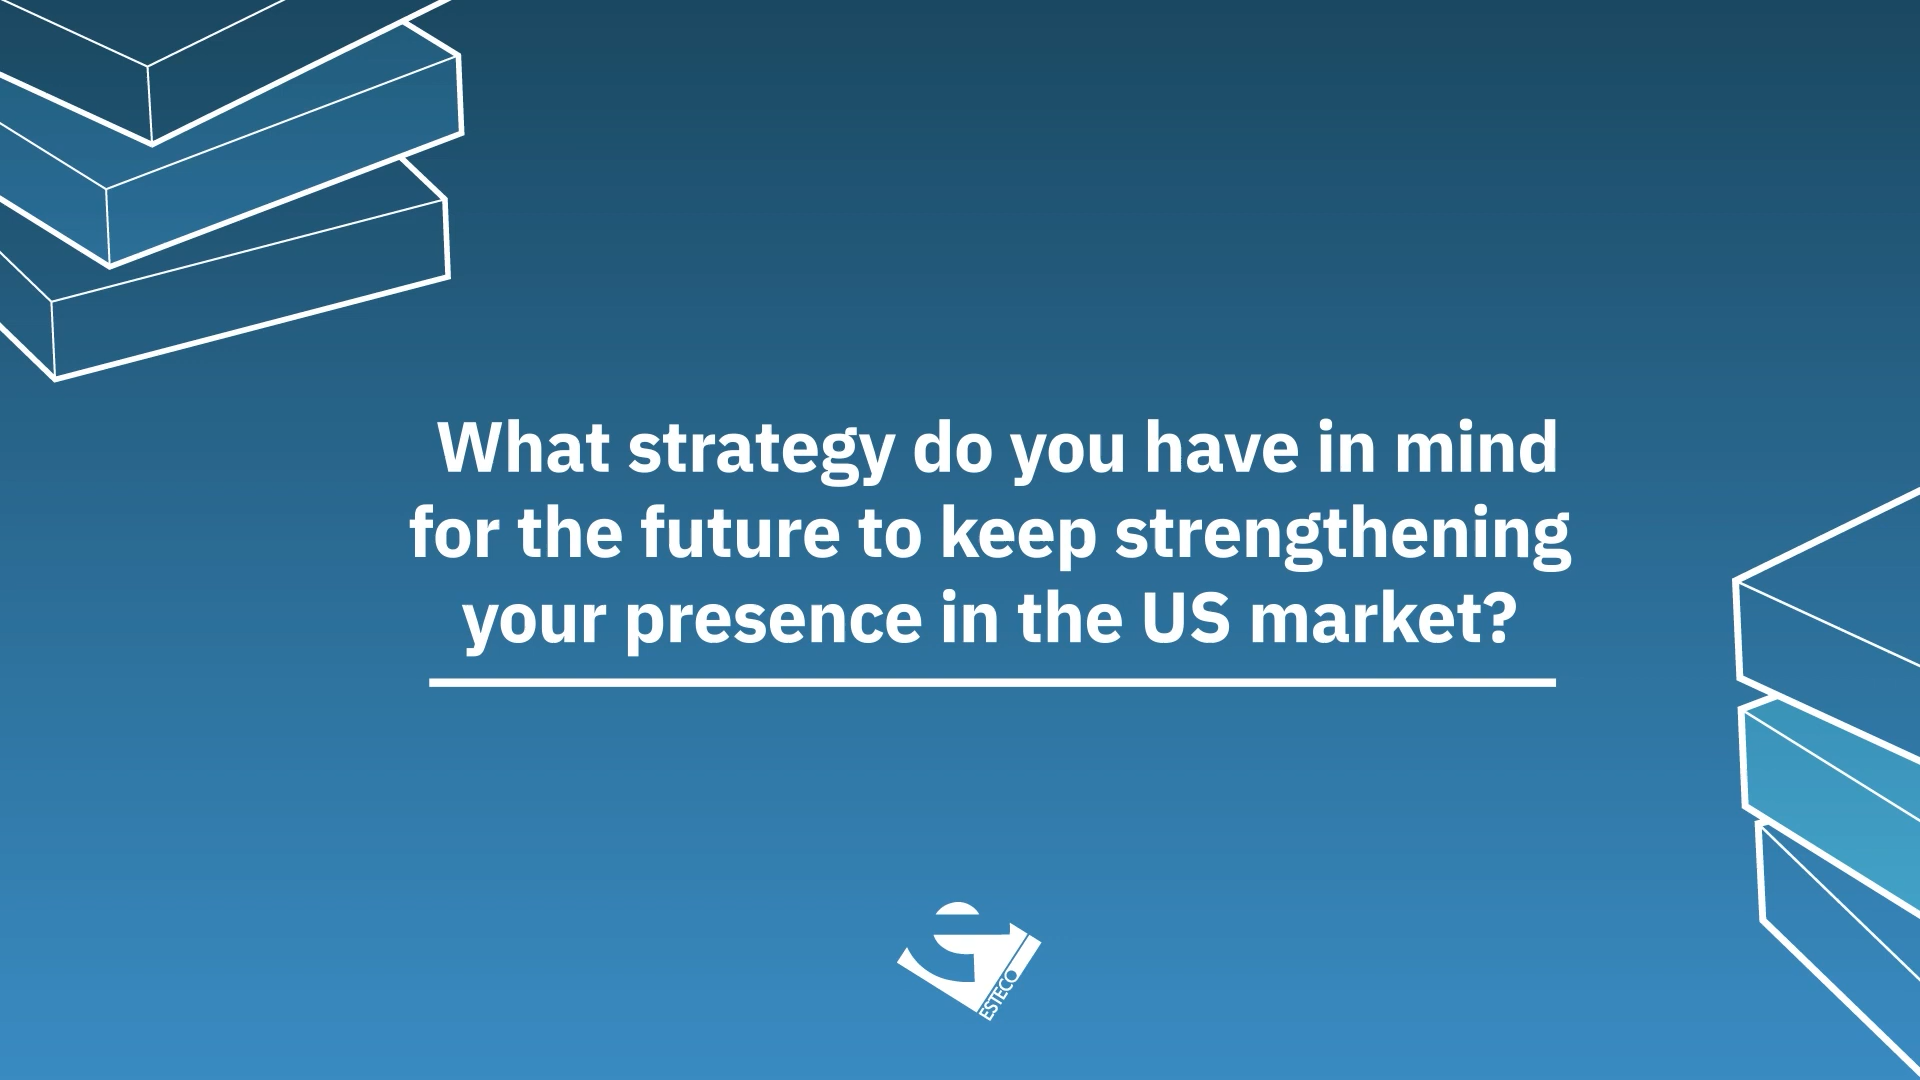 What strategy do you have in mind
for the future to keep strengthening
your presence in the US market?
ESTECO